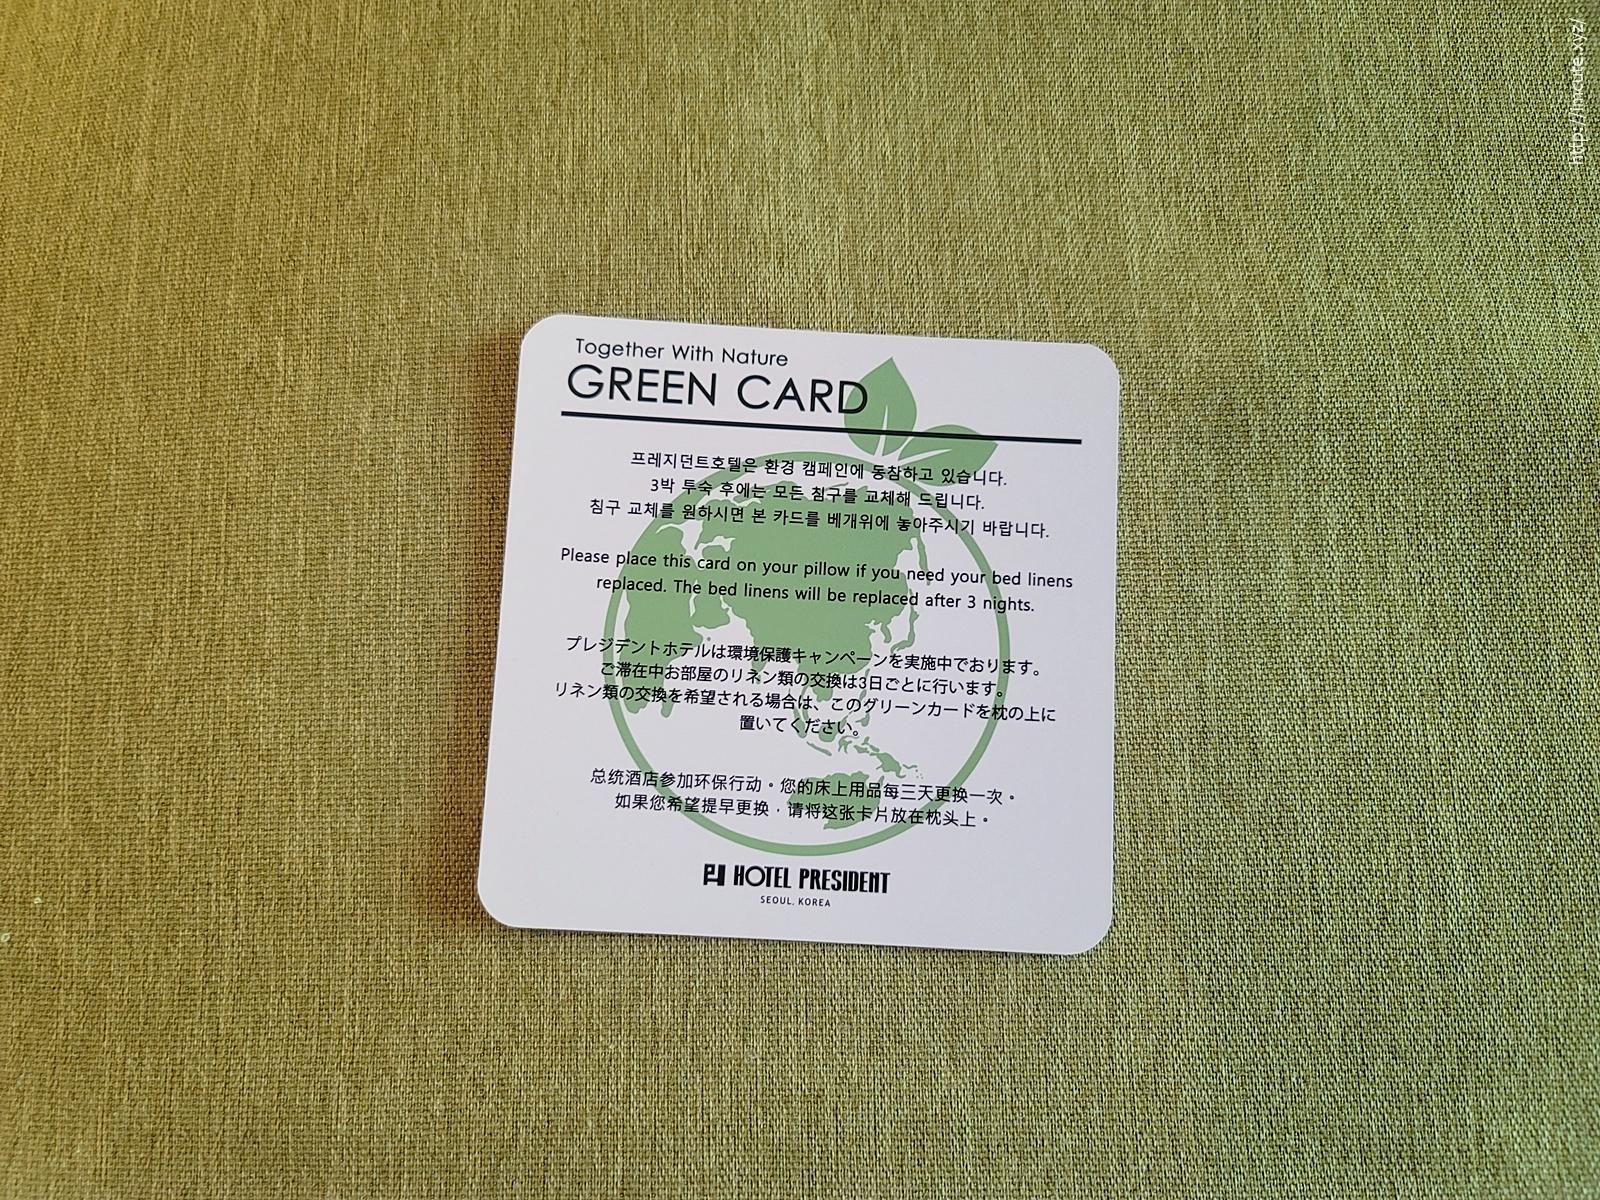 Together With Nature
GREEN CARD
프레지던트호텔은 환경 캠페인에 동참하고 있습니다.
3박 투숙 후에는 모든 침구를 교체해 드립니다.
침구 교체를 원하시면 본 카드를 베개위에 놓아주시기 바랍니다.
Please place this card on your pillow if you need your bed linens
replaced. The bed linens will be replaced after 3 nights.
プレジデントホテルは環境保護キャンペーンを実施中でおります。
ご滞在中お部屋のリネン類の交換は3日ごとに行います。
リネン類の交換を希望される場合は、このグリーンカードを枕の上に
置いてください。
总统酒店参加环保行动。您的床上用品每三天更换一次。
如果您希望提早更换，请将这张卡片放在枕头上。
HOTEL PRESIDENT
SEOUL, KOREA